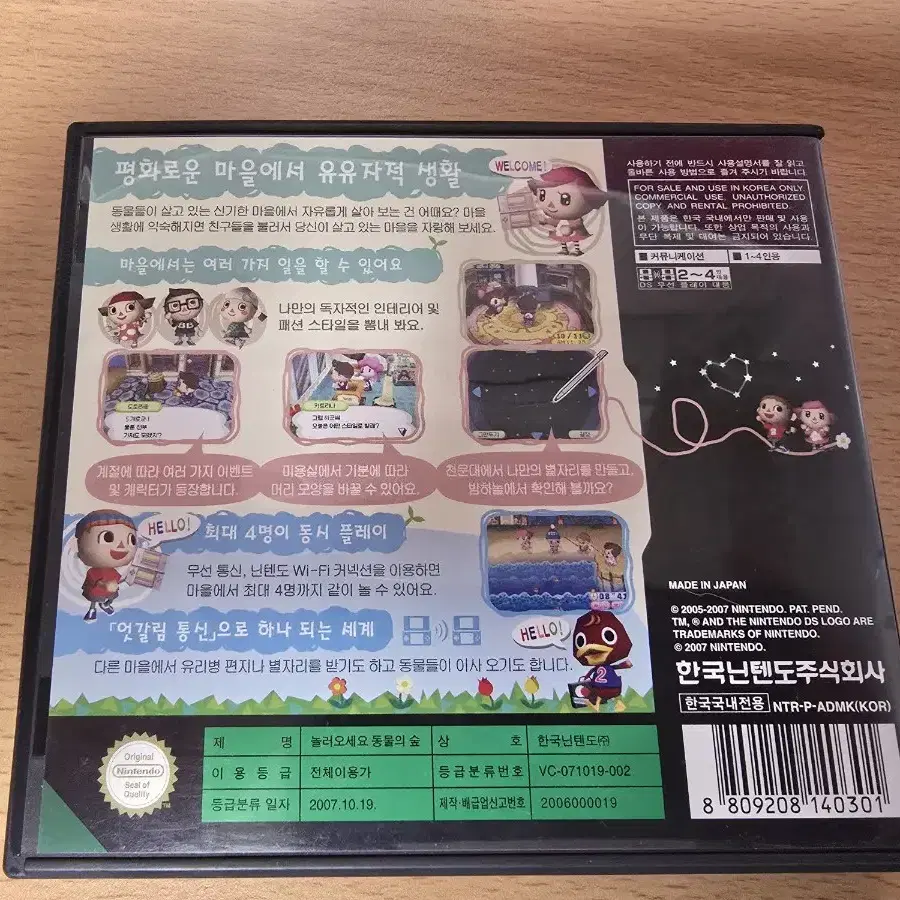 평화로운 마을에서 유유자적 생활
WELCOME!
동물들이 살고 있는 신기한 마을에서 자유롭게 살아 보는 건 어때요? 마을
생활에 익숙해지면 친구들을 불러서 당신이 살고 있는 마을을 자랑해 보세요.
마을에서는 여러 가지 일을 할 수 있어요
나만의 독자적인 인테리어 및
패션 스타일을 뽐내 봐요.
계절에 따라 여러 가지 이벤트
및 캐릭터가 등장합니다.
카트리나
오늘은 어떤 스타일로 할래?
미용실에서 기분에 따라
머리 모양을 바꿀 수 있어요.
그만두기
천문대에서 나만의 별자리를 만들고,
밤하늘에서 확인해 볼까요?
HELLO!
최대 4명이 동시 플레이
무선 통신, 닌텐도 Wi-Fi 커넥션을 이용하면
마을에서 최대 4명까지 같이 놀 수 있어요.
「엇갈림 통신」으로 하나 되는 세계
HELLO!
다른 마을에서 유리병 편지나 별자리를 받기도 하고 동물들이 이사 오기도 합니다.
사용하기 전에 반드시 사용설명서를 잘 읽고
올바른 사용 방법으로 즐겨 주시기 바랍니다.
FOR SALE AND USE IN KOREA ONLY.
COMMERCIAL USE, UNAUTHORIZED
COPY AND RENTAL PROHIBITED.
본 제품은 한국 국내에서만 판매 및 사용
이 가능합니다. 또한 상업 목적의 사용과
무단 복제 및 대여는 금지되어 있습니다.
커뮤니케이션
1~4인용
2~4인
DS 무선 플레이 대응
MADE IN JAPAN
© 2005-2007 NINTENDO. PAT. PEND.
TM, ® AND THE NINTENDO DS LOGO ARE
TRADEMARKS OF NINTENDO.
© 2007 NINTENDO.
한국닌텐도주식회사
한국국내전용 NTR-P-ADMK(KOR)
8 809208 140301
Original
Nintendo
Seal of
Quality
제 명 놀러오세요 동물의 숲 상 호 한국닌텐도㈜
이용등급 전체이용가 등급분류번호 VC-071019-002
등급분류 일자 2007.10.19. 제작·배급업신고번호 2006000019